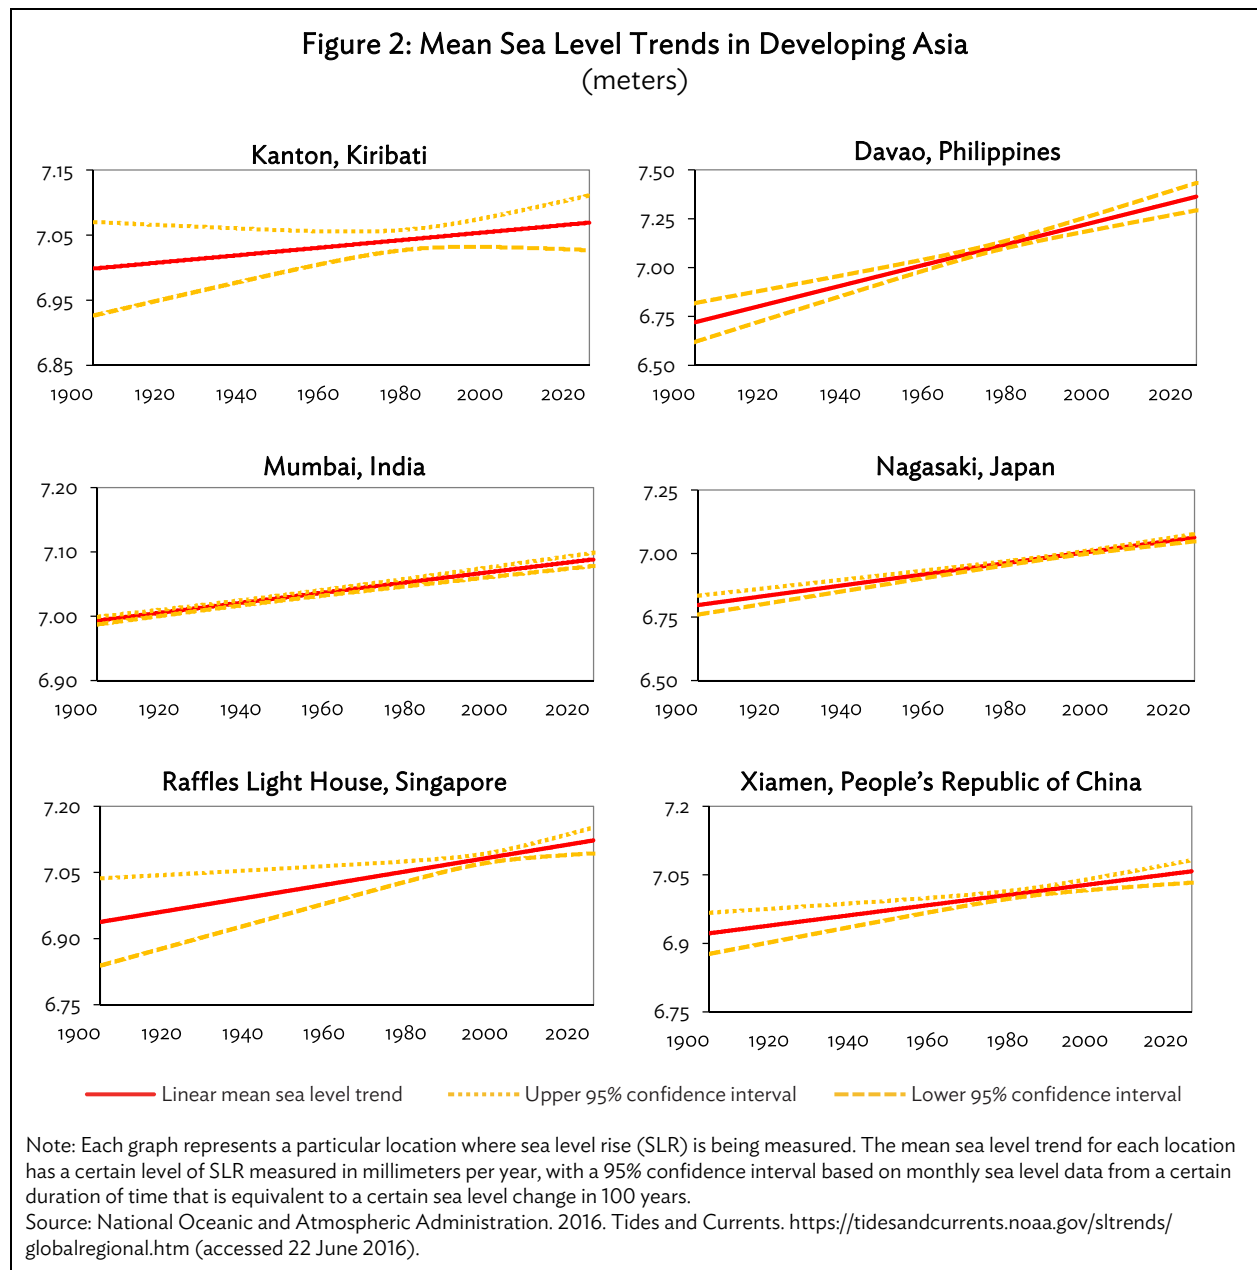 Figure 2: Mean Sea Level Trends in Developing Asia
(meters)
Kanton, Kiribati
7.15
7.05
6.95
6.85
1900 1920 1940 1960 1980 2000 2020
Davao, Philippines
7.50
7.25
7.00
6.75
6.50
1900 1920 1940 1960 1980 2000 2020
Mumbai, India
7.20
7.10
7.00
6.90
1900 1920 1940 1960 1980 2000 2020
Nagasaki, Japan
7.25
7.00
6.75
6.50
1900 1920 1940 1960 1980 2000 2020
Raffles Light House, Singapore
7.20
7.05
6.90
6.75
1900 1920 1940 1960 1980 2000 2020
Xiamen, People's Republic of China
7.2
7.05
6.9
6.75
1900 1920 1940 1960 1980 2000 2020
Linear mean sea level trend Upper 95% confidence interval Lower 95% confidence interval
Note: Each graph represents a particular location where sea level rise (SLR) is being measured. The mean sea level trend for each location
has a certain level of SLR measured in millimeters per year, with a 95% confidence interval based on monthly sea level data from a certain
duration of time that is equivalent to a certain sea level change in 100 years.
Source: National Oceanic and Atmospheric Administration. 2016. Tides and Currents. https://tidesandcurrents.noaa.gov/sltrends/
globalregional.htm (accessed 22 June 2016).